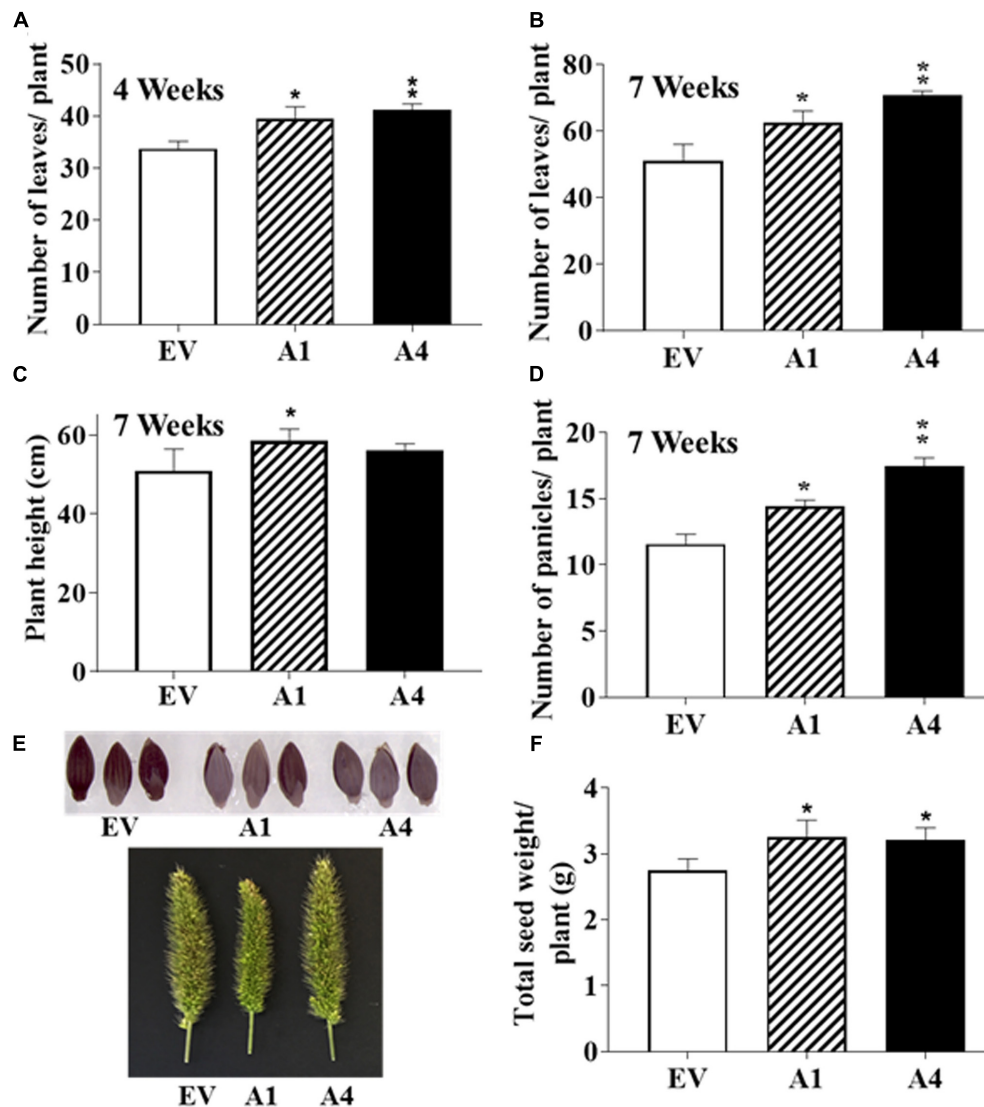 A
Number of leaves/ plant
50
40
30
20
10
0
4 Weeks
*
**
EV A1 A4
B
Number of leaves/ plant
80
60
40
20
0
7 Weeks
*
**
EV A1 A4
C
Plant height (cm)
60
40
20
0
7 Weeks
*
EV A1 A4
D
Number of panicles/ plant
20
15
10
5
0
7 Weeks
*
**
EV A1 A4
E
EV A1 A4
EV A1 A4
F
Total seed weight/
plant (g)
4
3
2
1
0
*
*
EV A1 A4